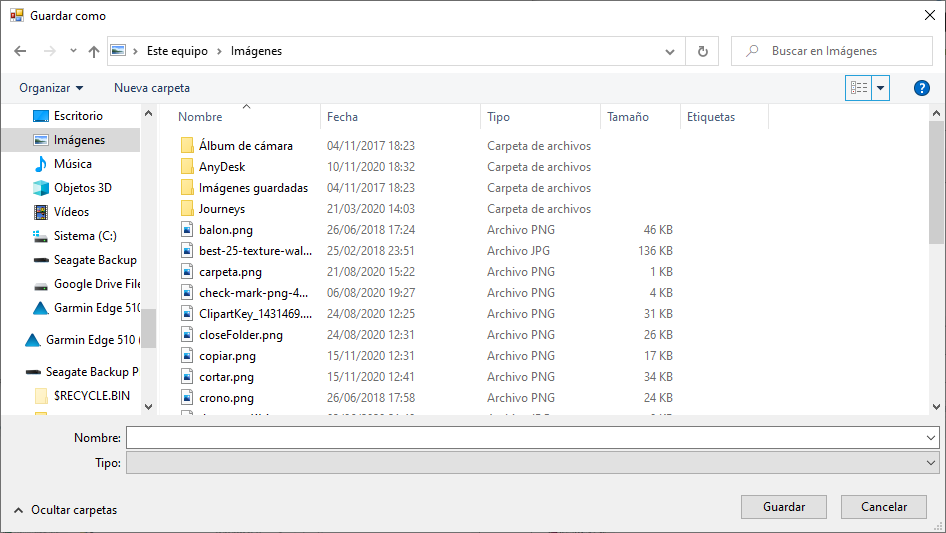 Guardar como
Este equipo > Imágenes
Buscar en Imágenes
Organizar
Nueva carpeta
?
Escritorio
Imágenes
Música
Objetos 3D
Vídeos
Sistema (C:)
Seagate Backup
Google Drive File
Garmin Edge 510
Garmin Edge 510 (
Seagate Backup P
$RECYCLE.BIN
Nombre Fecha Tipo Tamaño Etiquetas
Álbum de cámara 04/11/2017 18:23 Carpeta de archivos
AnyDesk 10/11/2020 18:32 Carpeta de archivos
Imágenes guardadas 04/11/2017 18:23 Carpeta de archivos
Journeys 21/03/2020 14:03 Carpeta de archivos
balon.png 26/06/2018 17:24 Archivo PNG 46 KB
best-25-texture-wal... 25/02/2018 23:51 Archivo JPG 136 KB
carpeta.png 21/08/2020 15:22 Archivo PNG 1 KB
check-mark-png-4... 06/08/2020 19:27 Archivo PNG 4 KB
ClipartKey_1431469.... 24/08/2020 12:25 Archivo PNG 31 KB
closeFolder.png 24/08/2020 12:31 Archivo PNG 26 KB
copiar.png 15/11/2020 12:31 Archivo PNG 17 KB
cortar.png 15/11/2020 12:41 Archivo PNG 34 KB
crono.png 26/06/2018 17:58 Archivo PNG 24 KB
Nombre:
Tipo:
Ocultar carpetas
Guardar
Cancelar